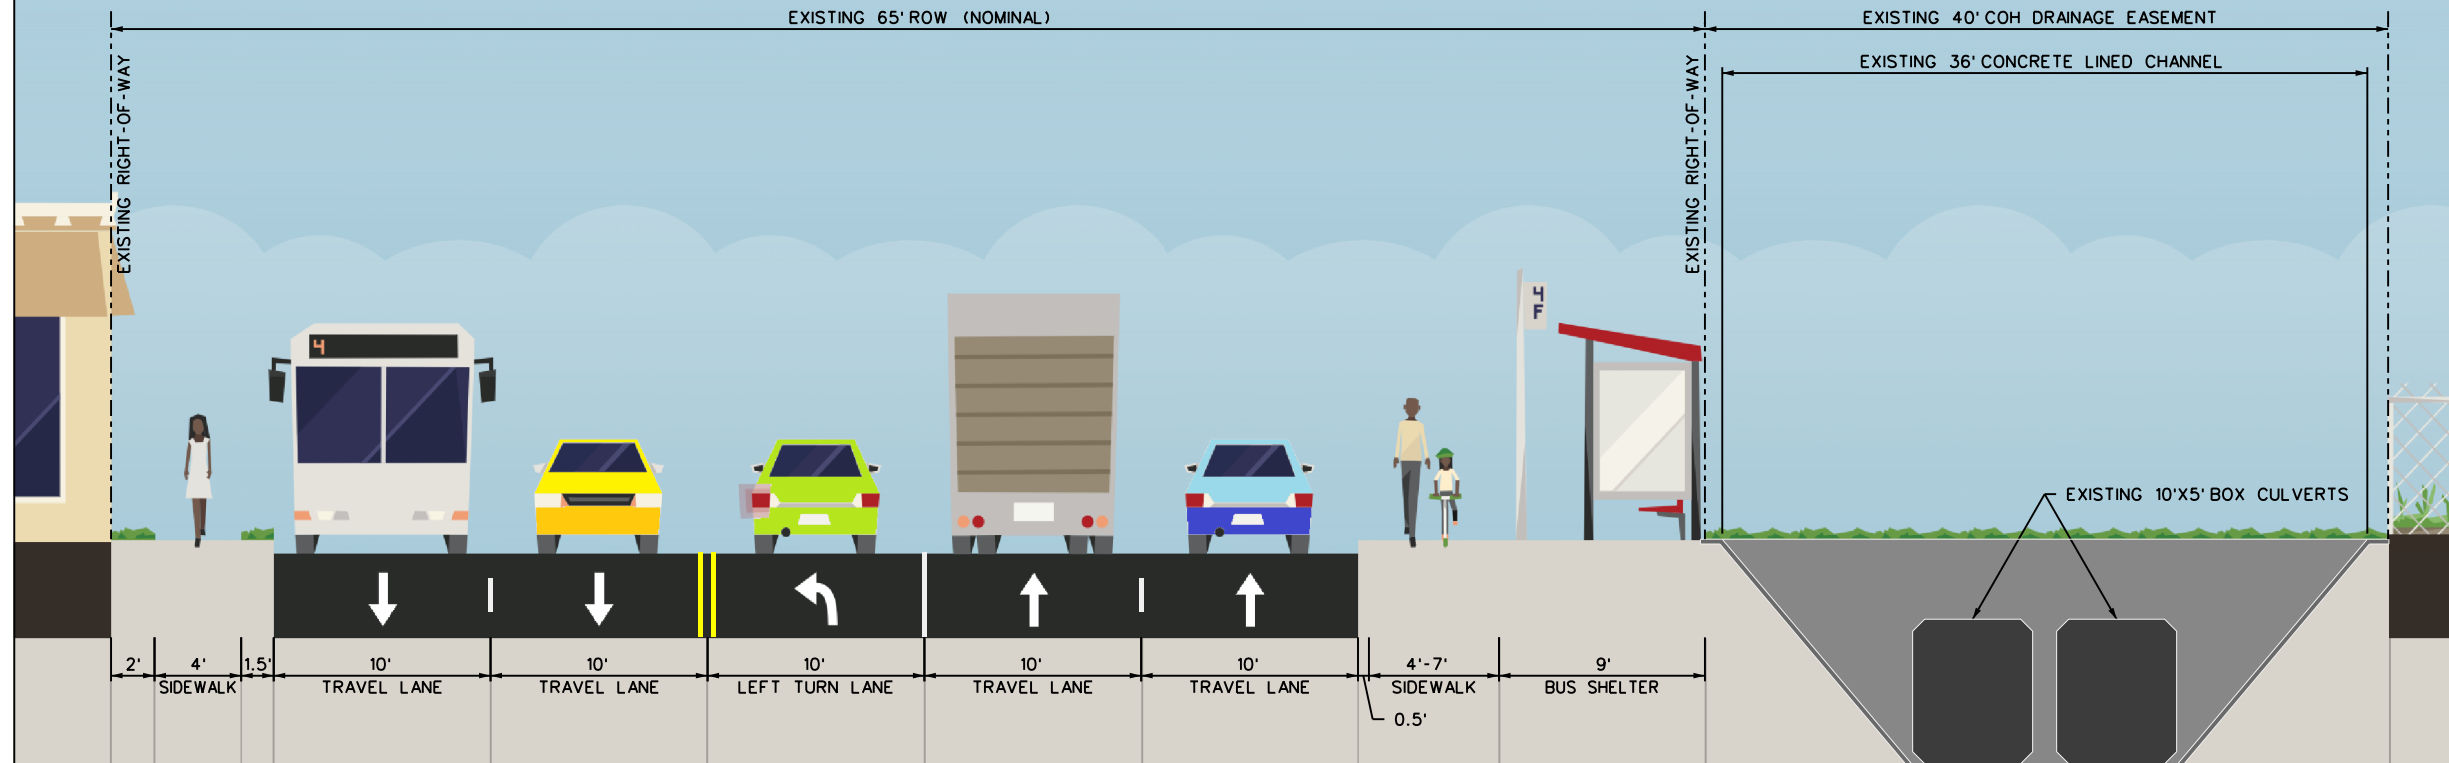 EXISTING 65' ROW (NOMINAL)
EXISTING 40' COH DRAINAGE EASEMENT
EXISTING 36' CONCRETE LINED CHANNEL
EXISTING RIGHT-OF-WAY
EXISTING RIGHT-OF-WAY
4
F
4
EXISTING 10'X5' BOX CULVERTS
2'
4'
1.5'
10'
10'
10'
10'
10'
4'-7'
9'
SIDEWALK
TRAVEL LANE
TRAVEL LANE
LEFT TURN LANE
TRAVEL LANE
TRAVEL LANE
SIDEWALK
BUS SHELTER
0.5'